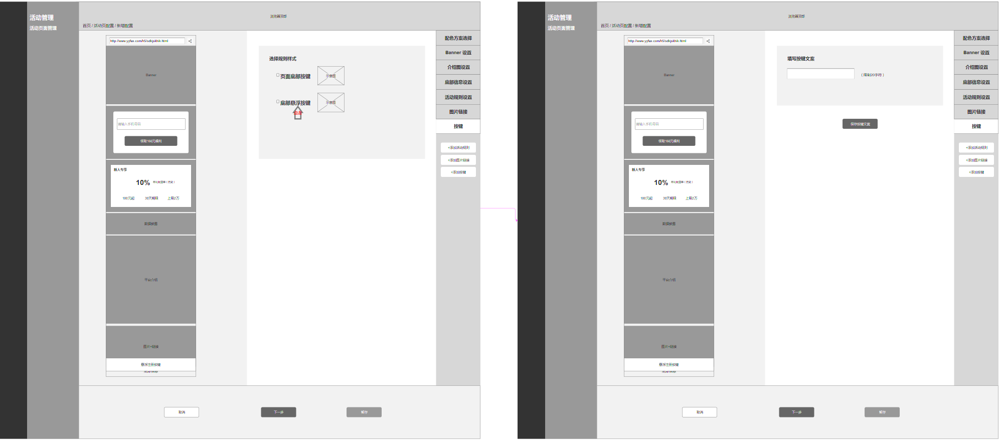 活动管理
活动页面管理
浏览器顶部
首页 / 活动页配置 / 新增配置
http://www.yyfax.com/h5/sdkjskhik.html
Banner
请输入手机号码
领取166元福利
新人专享
10% 年化收益率（历史）
100元起 30天期限 上限2万
数据披露
平台介绍
图片+链接
悬浮注册按键
底部信息
选择规则样式
页面底部按键 示意图
底部悬浮按键 示意图
点击
配色方案选择
Banner 设置
介绍图设置
底部信息设置
活动规则设置
图片链接
按键
+添加活动规则
+添加图片链接
+添加按键
取消 下一步 暂存
活动管理
活动页面管理
浏览器顶部
首页 / 活动页配置 / 新增配置
http://www.yyfax.com/h5/sdkjskhik.html
Banner
请输入手机号码
领取166元福利
新人专享
10% 年化收益率（历史）
100元起 30天期限 上限2万
数据披露
平台介绍
图片+链接
悬浮注册按键
底部信息
填写按键文案
（限制20字符）
保存按键文案
配色方案选择
Banner 设置
介绍图设置
底部信息设置
活动规则设置
图片链接
按键
+添加活动规则
+添加图片链接
+添加按键
取消 下一步 暂存